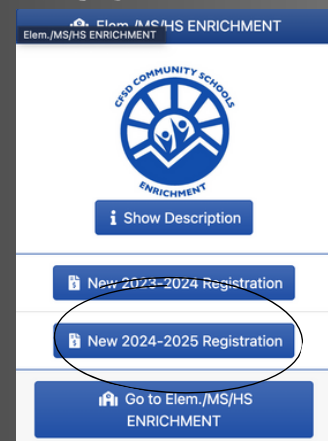 Elem./MS/HS ENRICHMENT
Elem./MS/HS ENRICHMENT
CFSD COMMUNITY SCHOOLS
ENRICHMENT
Show Description
New 2023-2024 Registration
New 2024-2025 Registration
Go to Elem./MS/HS
ENRICHMENT